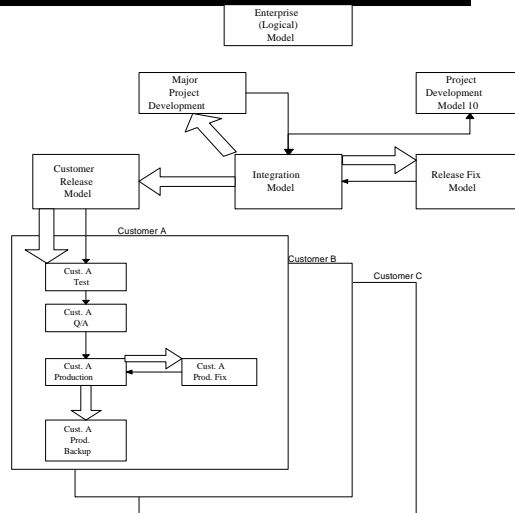 Enterprise
(Logical)
Model
Major
Project
Development
Project
Development
Model 10
Customer
Release
Model
Integration
Model
Release Fix
Model
Customer A
Customer B
Customer C
Cust. A
Test
Cust. A
Q/A
Cust. A
Production
Cust. A
Prod. Fix
Cust. A
Prod.
Backup